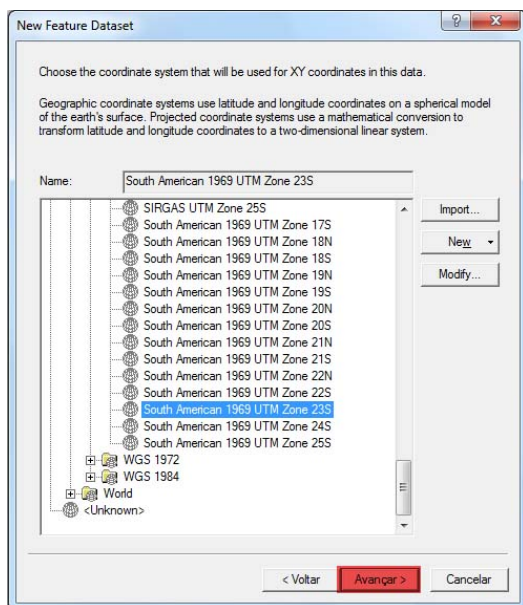 New Feature Dataset
Choose the coordinate system that will be used for XY coordinates in this data.
Geographic coordinate systems use latitude and longitude coordinates on a spherical model
of the earth's surface. Projected coordinate systems use a mathematical conversion to
transform latitude and longitude coordinates to a two-dimensional linear system.
Name: South American 1969 UTM Zone 23S
SIRGAS UTM Zone 25S
South American 1969 UTM Zone 17S
South American 1969 UTM Zone 18N
South American 1969 UTM Zone 18S
South American 1969 UTM Zone 19N
South American 1969 UTM Zone 19S
South American 1969 UTM Zone 20N
South American 1969 UTM Zone 20S
South American 1969 UTM Zone 21N
South American 1969 UTM Zone 21S
South American 1969 UTM Zone 22N
South American 1969 UTM Zone 22S
South American 1969 UTM Zone 23S
South American 1969 UTM Zone 24S
South American 1969 UTM Zone 25S
WGS 1972
WGS 1984
World
<Unknown>
Import...
New
Modify...
< Voltar Avançar > Cancelar